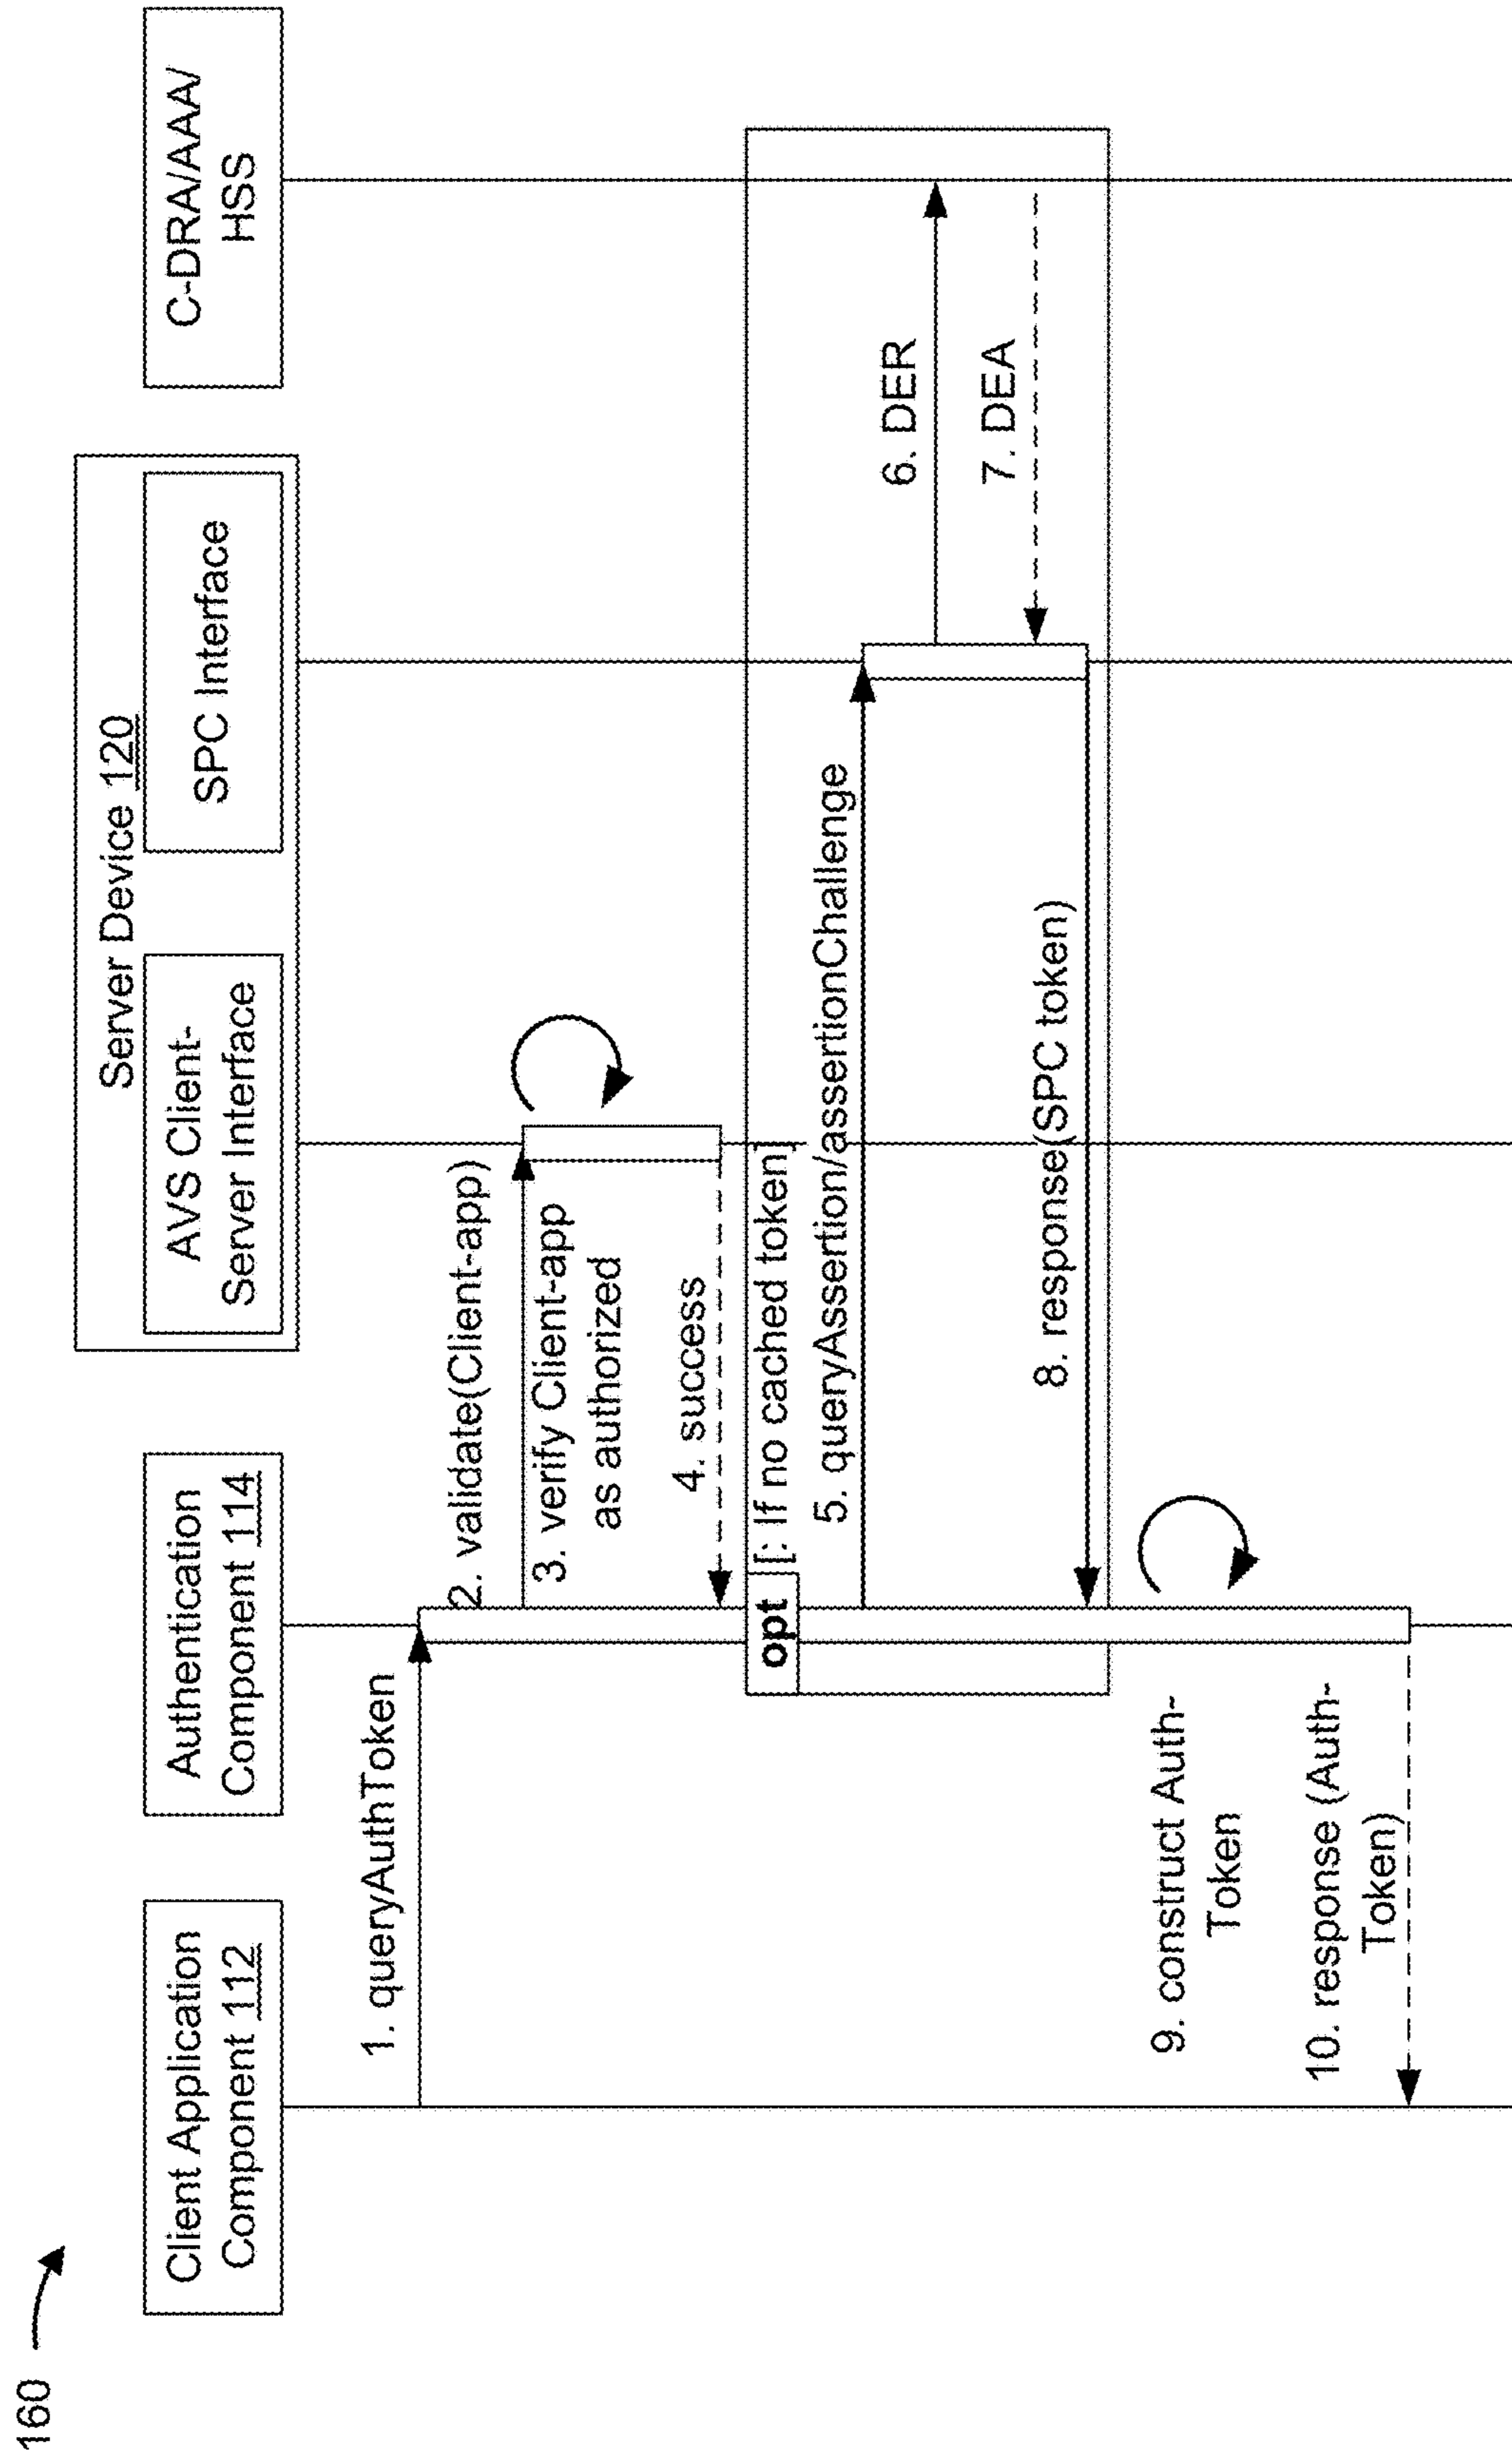 160
Server Device 120
Client Application
Component 112
Authentication
Component 114
AVS Client-
Server Interface
SPC Interface
C-DRA/AAA/
HSS
1. queryAuthToken
2. validate(Client-app)
3. verify Client-app
as authorized
4. success
opt
[: If no cached token]
5. queryAssertion/assertionChallenge
6. DER
7. DEA
8. response(SPC token)
9. construct Auth-
Token
10. response (Auth-
Token)